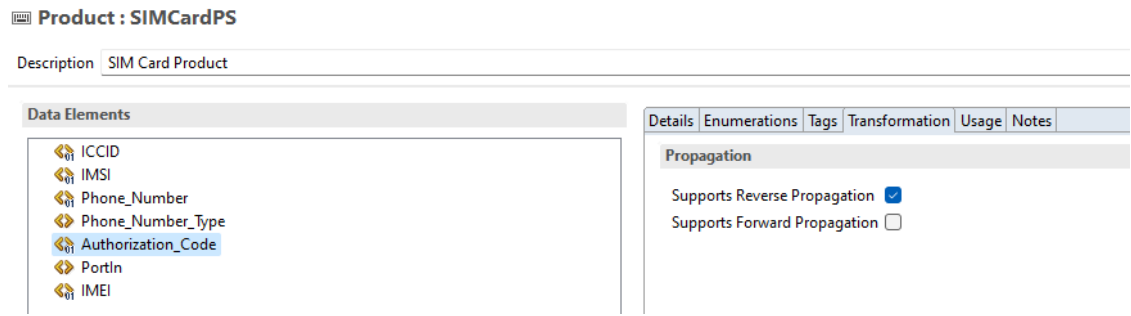 Product : SIMCardPS
Description SIM Card Product
Data Elements
ICCID
IMSI
Phone_Number
Phone_Number_Type
Authorization_Code
PortIn
IMEI
Details Enumerations Tags Transformation Usage Notes
Propagation
Supports Reverse Propagation
Supports Forward Propagation